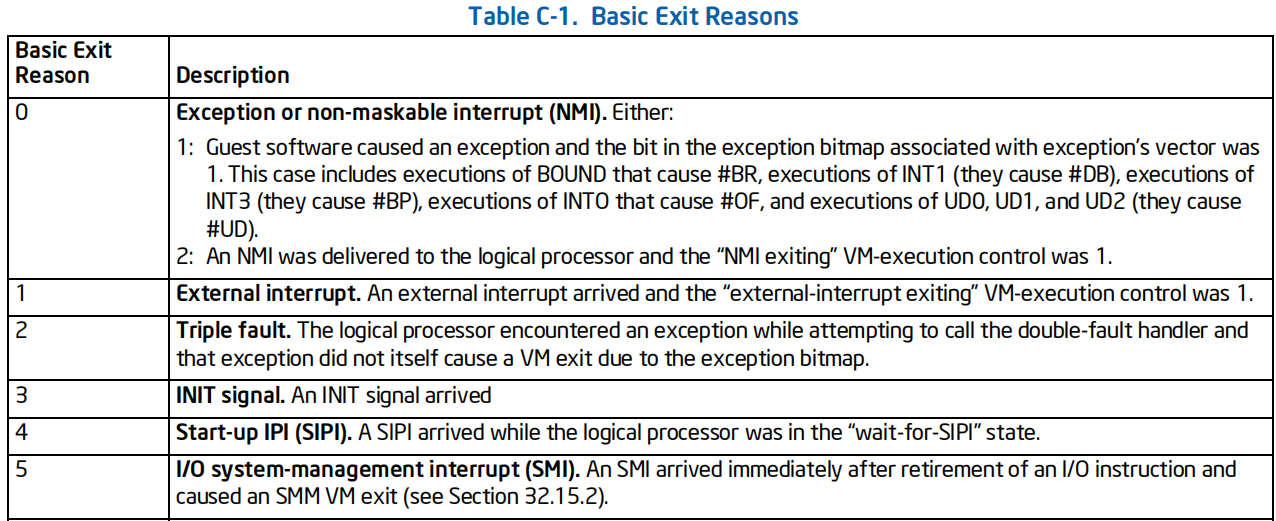 Table C-1. Basic Exit Reasons
Basic Exit
Reason
Description
0
Exception or non-maskable interrupt (NMI). Either:
1: Guest software caused an exception and the bit in the exception bitmap associated with exception's vector was
1. This case includes executions of BOUND that cause #BR, executions of INT1 (they cause #DB), executions of
INT3 (they cause #BP), executions of INTO that cause #OF, and executions of UD0, UD1, and UD2 (they cause
#UD).
2: An NMI was delivered to the logical processor and the “NMI exiting” VM-execution control was 1.
1
External interrupt. An external interrupt arrived and the “external-interrupt exiting” VM-execution control was 1.
2
Triple fault. The logical processor encountered an exception while attempting to call the double-fault handler and
that exception did not itself cause a VM exit due to the exception bitmap.
3
INIT signal. An INIT signal arrived
4
Start-up IPI (SIPI). A SIPI arrived while the logical processor was in the “wait-for-SIPI” state.
5
I/O system-management interrupt (SMI). An SMI arrived immediately after retirement of an I/O instruction and
caused an SMM VM exit (see Section 32.15.2).